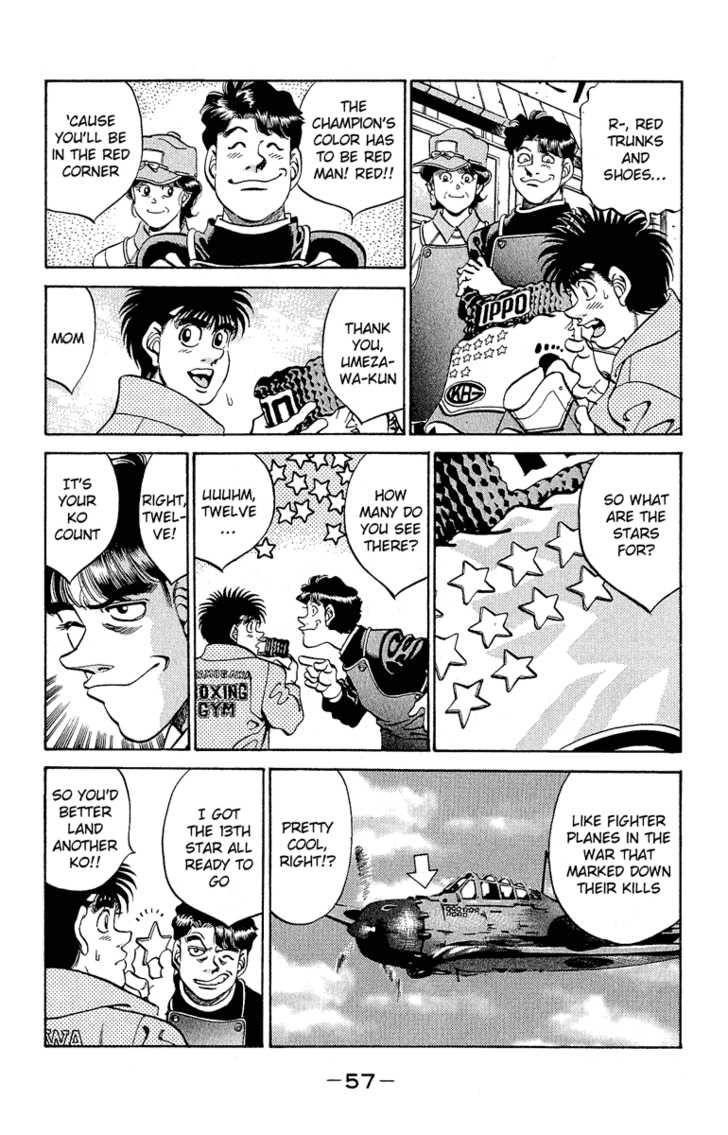 R-, RED
TRUNKS
AND
SHOES...
IPPO
KBG
THE
CHAMPION'S
COLOR HAS
TO BE RED
MAN! RED!!
'CAUSE
YOU'LL BE
IN THE RED
CORNER
THANK
YOU,
UMEZA-
WA-KUN
MOM
SO WHAT
ARE THE
STARS
FOR?
HOW
MANY DO
YOU SEE
THERE?
UUUHM,
TWELVE
...
KAMOGAWA
BOXING
GYM
RIGHT,
TWEL-
VE!
IT'S
YOUR
KO
COUNT
LIKE FIGHTER
PLANES IN THE
WAR THAT
MARKED DOWN
THEIR KILLS
PRETTY
COOL,
RIGHT!?
I GOT
THE 13TH
STAR ALL
READY TO
GO
SO YOU'D
BETTER
LAND
ANOTHER
KO!!
-57-